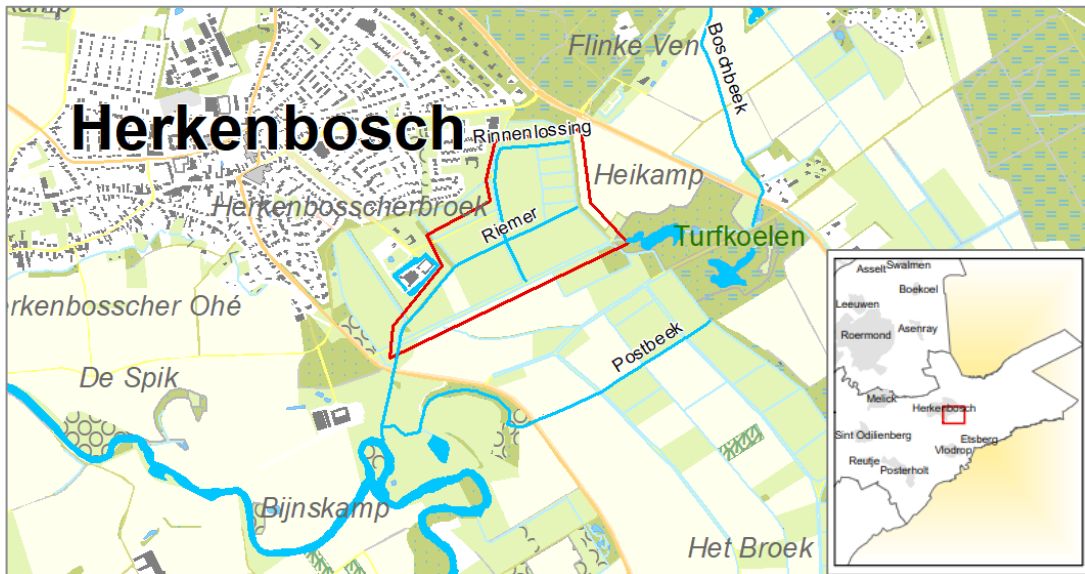 Flinke Ven
Boschbeek
Herkenbosch
Rinnenlossing
Heikamp
Herkenbosscherbroek
Riemer
Turfkoelen
erkenbosscher Ohé
Postbeek
De Spik
Bijnskamp
Het Broek
Asselt
Swalmen
Boekoel
Leeuwen
Roermond
Asenray
Melick
Herkenbosch
Sint Odilienberg
Etsberg
Vlodrop
Reutje
Posterholt